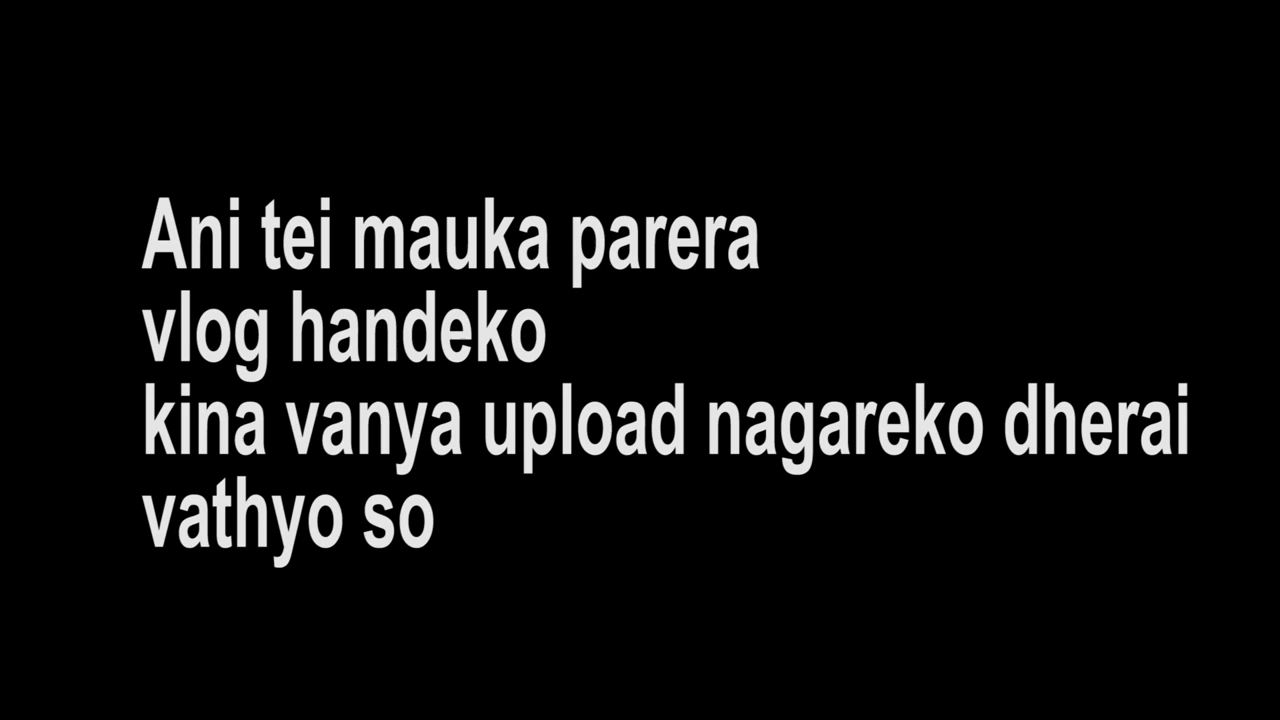 Ani tei mauka parera
vlog handeko
kina vanya upload nagareko dherai
vathyo so